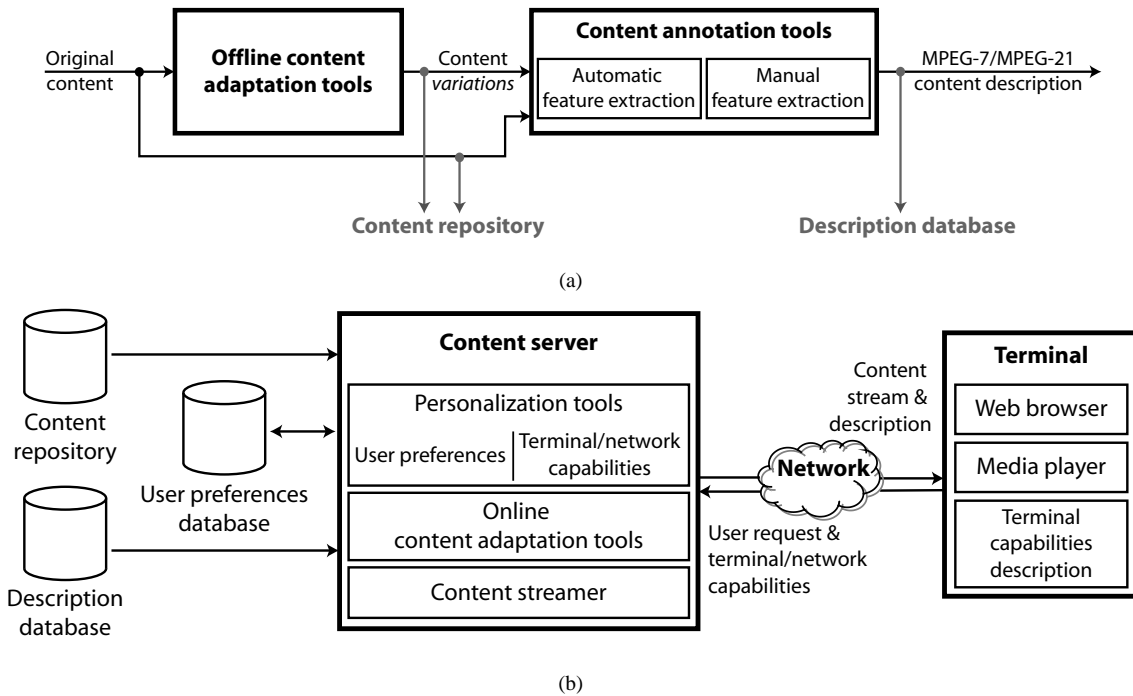 Original
content
Offline content
adaptation tools
Content
variations
Content annotation tools
Automatic
feature extraction
Manual
feature extraction
MPEG-7/MPEG-21
content description
Content repository
Description database
(a)
Content
repository
User preferences
database
Description
database
Content server
Personalization tools
User preferences
Terminal/network
capabilities
Online
content adaptation tools
Content streamer
Content
stream &
description
Network
User request &
terminal/network
capabilities
Terminal
Web browser
Media player
Terminal
capabilities
description
(b)